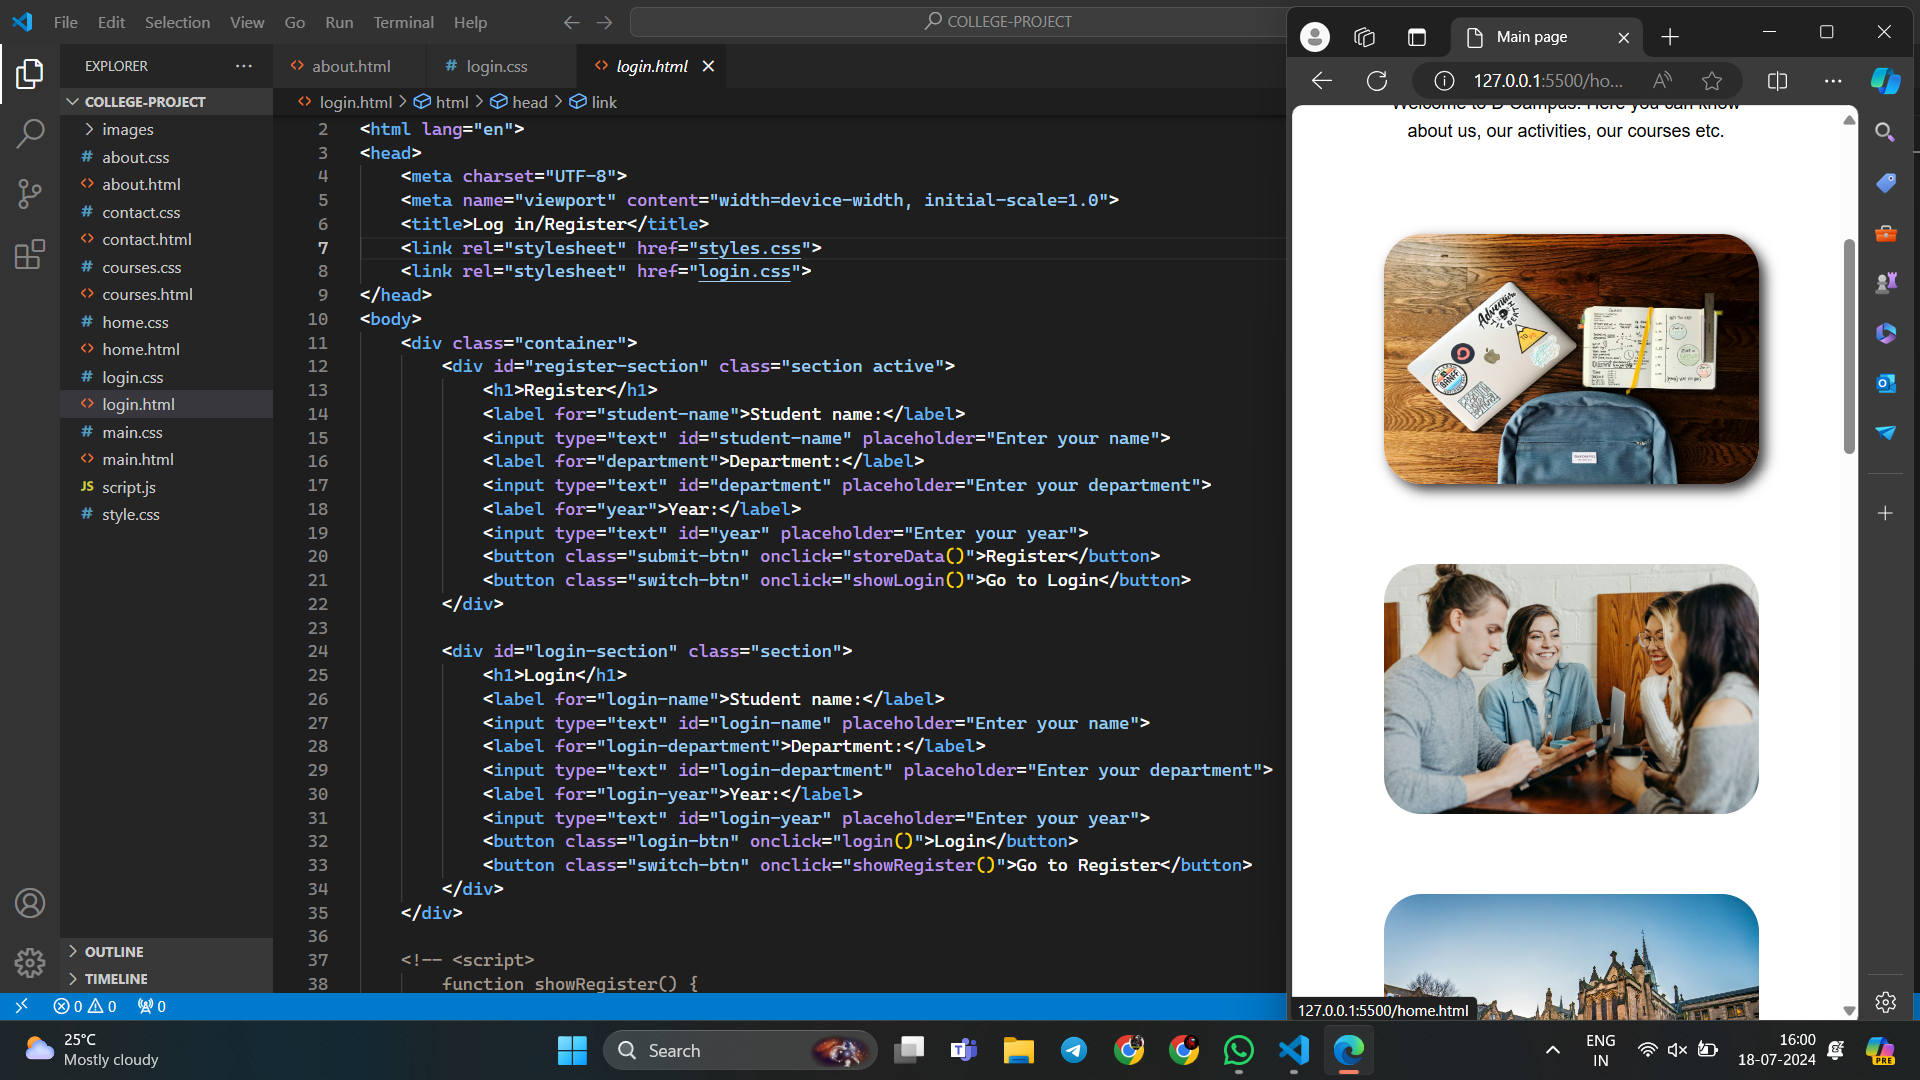 File Edit Selection View Go Run Terminal Help
COLLEGE-PROJECT
EXPLORER
COLLEGE-PROJECT
images
about.css
about.html
contact.css
contact.html
courses.css
courses.html
home.css
home.html
login.css
login.html
main.css
main.html
JS script.js
style.css
OUTLINE
TIMELINE
about.html
login.css
login.html
login.html > html > head > link
2 <html lang="en">
3 <head>
4 <meta charset="UTF-8">
5 <meta name="viewport" content="width=device-width, initial-scale=1.0">
6 <title>Log in/Register</title>
7 <link rel="stylesheet" href="styles.css">
8 <link rel="stylesheet" href="login.css">
9 </head>
10 <body>
11 <div class="container">
12 <div id="register-section" class="section active">
13 <h1>Register</h1>
14 <label for="student-name">Student name:</label>
15 <input type="text" id="student-name" placeholder="Enter your name">
16 <label for="department">Department:</label>
17 <input type="text" id="department" placeholder="Enter your department">
18 <label for="year">Year:</label>
19 <input type="text" id="year" placeholder="Enter your year">
20 <button class="submit-btn" onclick="storeData()">Register</button>
21 <button class="switch-btn" onclick="showLogin()">Go to Login</button>
22 </div>
23
24 <div id="login-section" class="section">
25 <h1>Login</h1>
26 <label for="login-name">Student name:</label>
27 <input type="text" id="login-name" placeholder="Enter your name">
28 <label for="login-department">Department:</label>
29 <input type="text" id="login-department" placeholder="Enter your department">
30 <label for="login-year">Year:</label>
31 <input type="text" id="login-year" placeholder="Enter your year">
32 <button class="login-btn" onclick="login()">Login</button>
33 <button class="switch-btn" onclick="showRegister()">Go to Register</button>
34 </div>
35 </div>
36
37 <!-- <script>
38 function showRegister() {
0 0 0
Main page
127.0.0.1:5500/ho...
Welcome to D Campus. Here you can know
about us, our activities, our courses etc.
Adventure
TIL DEATH
BANFF
127.0.0.1:5500/home.html
25°C
Mostly cloudy
Search
ENG
IN
16:00
18-07-2024
PRE